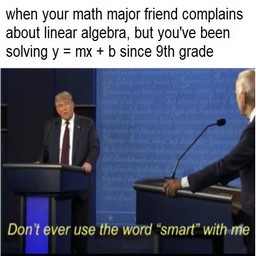 when your math major friend complains
about linear algebra, but you've been
solving y = mx + b since 9th grade
Don't ever use the word "smart" with me